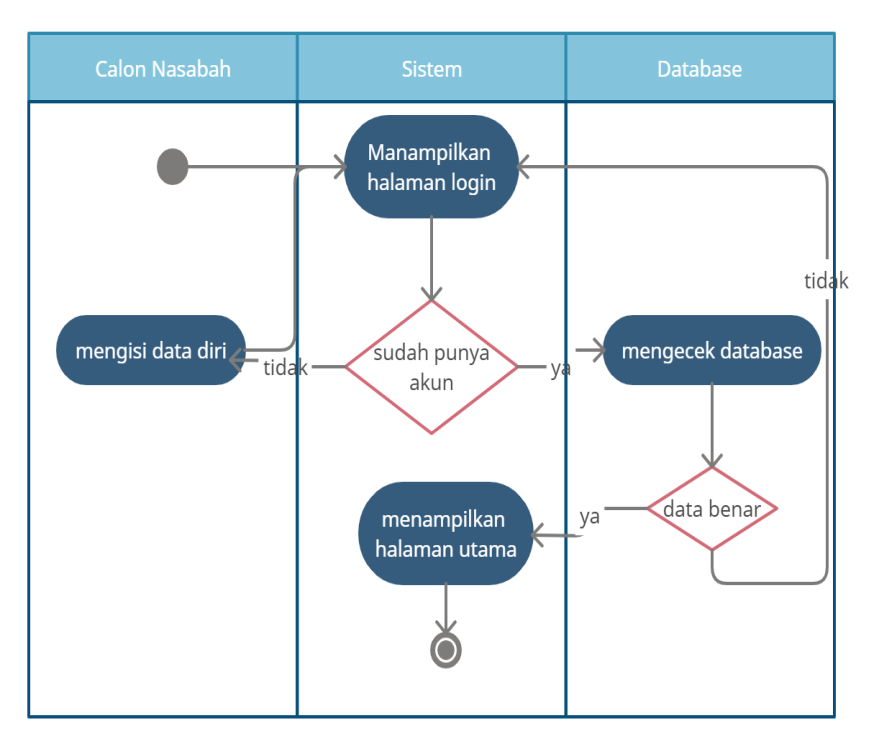 Calon Nasabah
Sistem
Database
Manampilkan
halaman login
tidak
mengisi data diri
tidak
sudah punya
akun
ya
mengecek database
menampilkan
halaman utama
ya
data benar